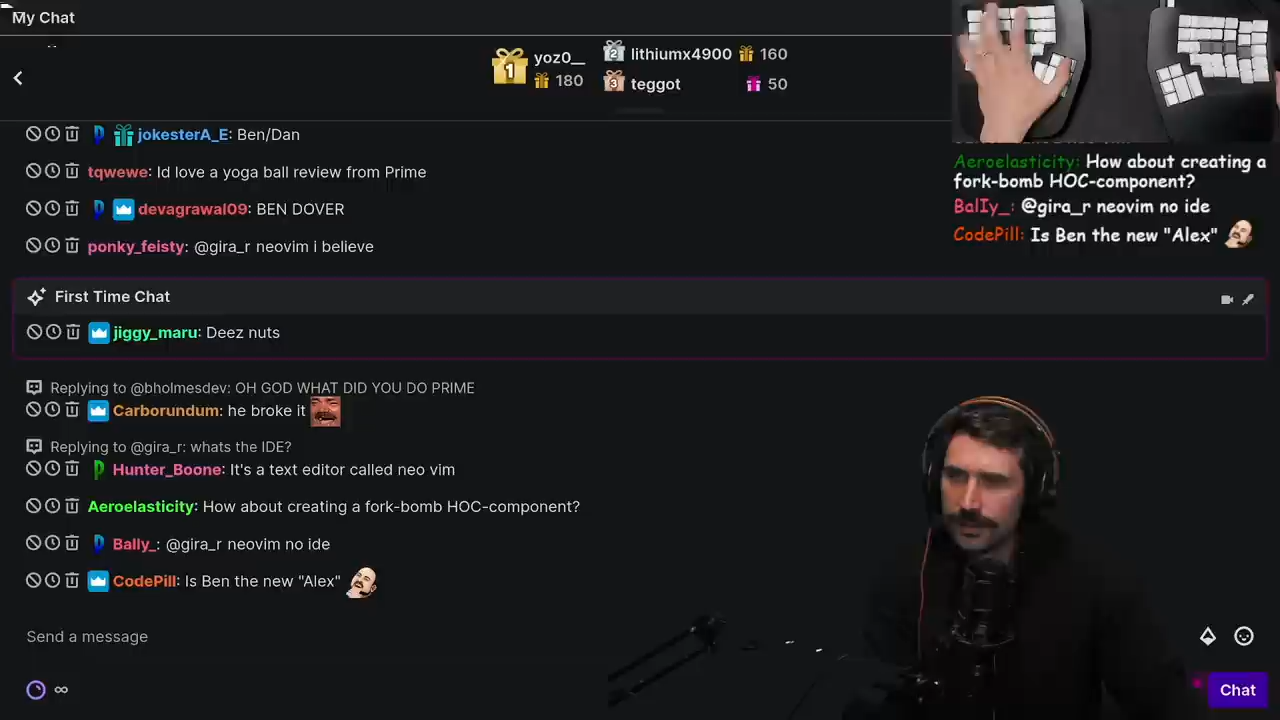 My Chat
1 yoz0__ 180
2 lithiumx4900 160
3 teggot 50
jokesterA_E: Ben/Dan
tqwewe: Id love a yoga ball review from Prime
devagrawal09: BEN DOVER
ponky_feisty: @gira_r neovim i believe
First Time Chat
jiggy_maru: Deez nuts
Replying to @bholmesdev: OH GOD WHAT DID YOU DO PRIME
Carborundum: he broke it
Replying to @gira_r: whats the IDE?
Hunter_Boone: It's a text editor called neo vim
Aeroelasticity: How about creating a fork-bomb HOC-component?
Bally_: @gira_r neovim no ide
CodePill: Is Ben the new "Alex"
Send a message
∞
Chat
Aeroelasticity: How about creating a
fork-bomb HOC-component?
BalIy_: @gira_r neovim no ide
CodePill: Is Ben the new "Alex"